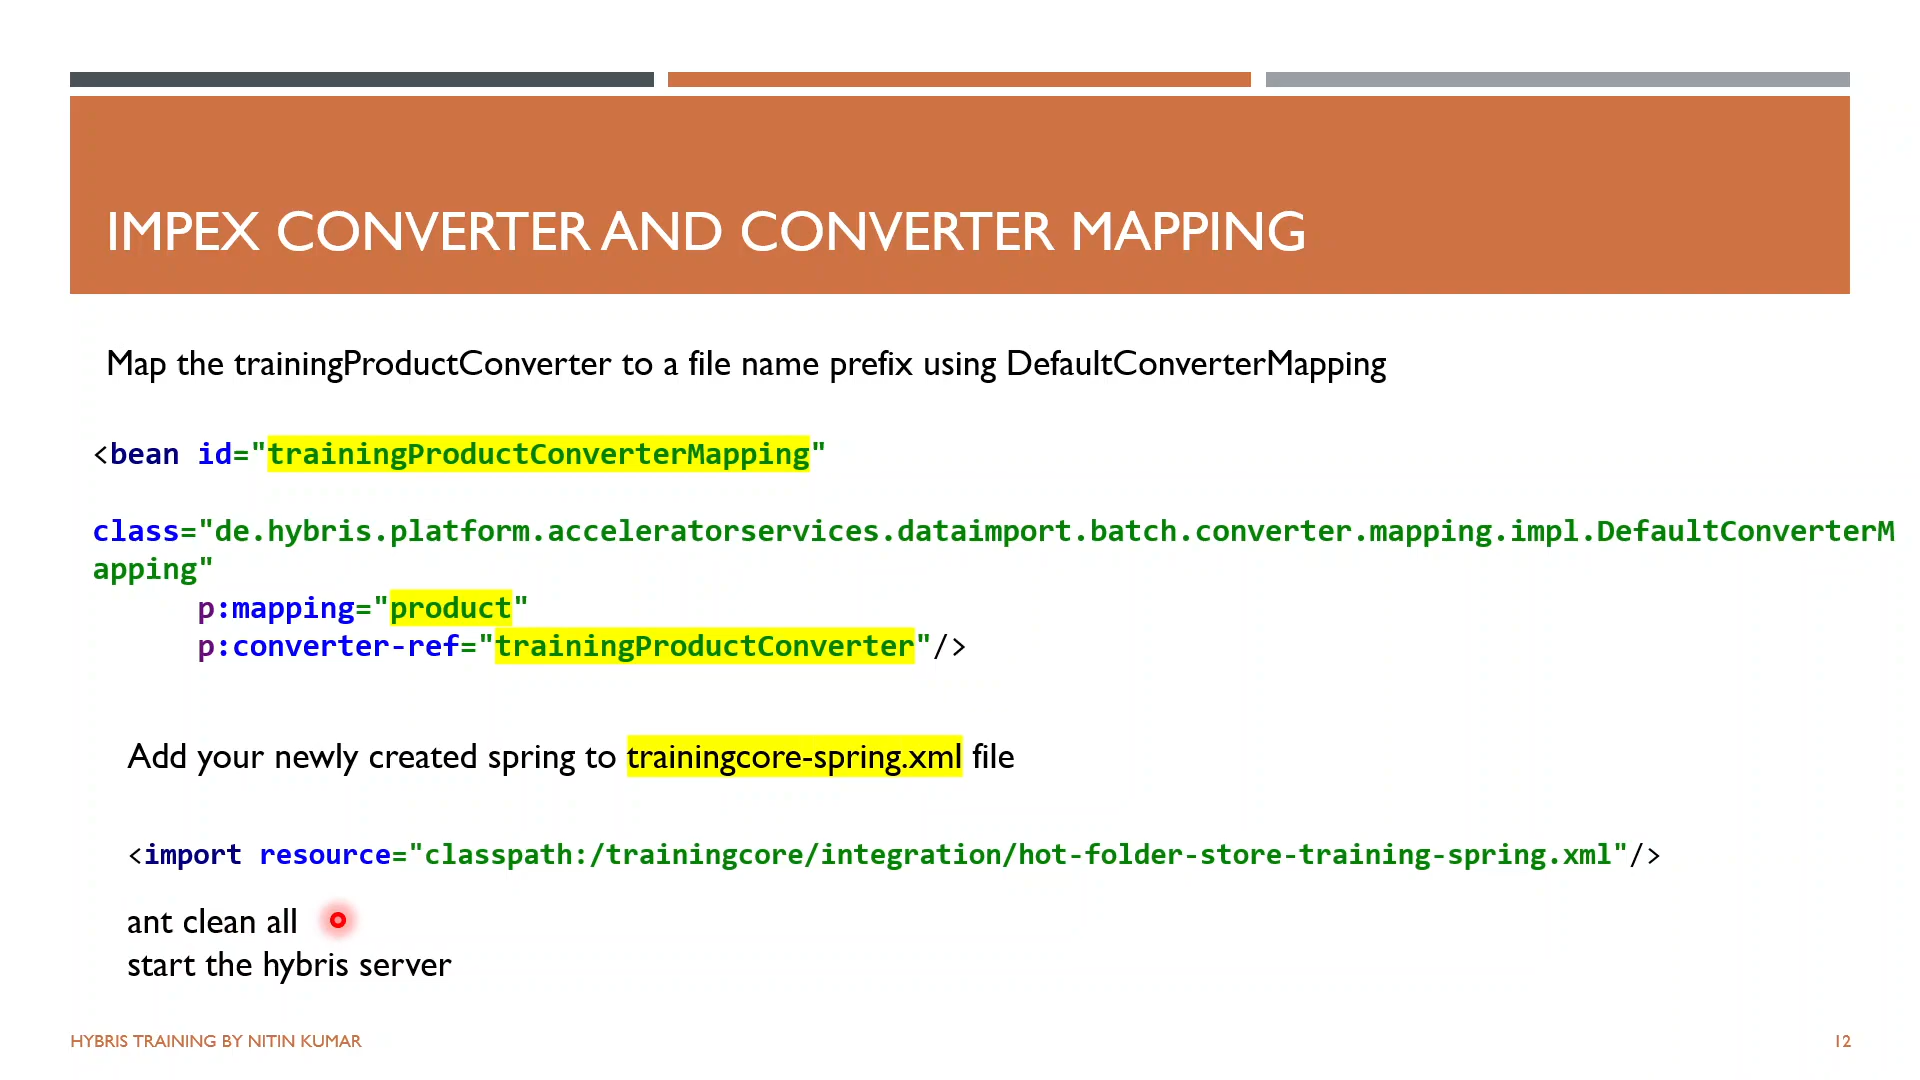 IMPEX CONVERTER AND CONVERTER MAPPING
Map the trainingProductConverter to a file name prefix using DefaultConverterMapping
<bean id="trainingProductConverterMapping"
class="de.hybris.platform.acceleratorservices.dataimport.batch.converter.mapping.impl.DefaultConverterM
apping"
p:mapping="product"
p:converter-ref="trainingProductConverter"/>
Add your newly created spring to trainingcore-spring.xml file
<import resource="classpath:/trainingcore/integration/hot-folder-store-training-spring.xml"/>
ant clean all
start the hybris server
HYBRIS TRAINING BY NITIN KUMAR
12